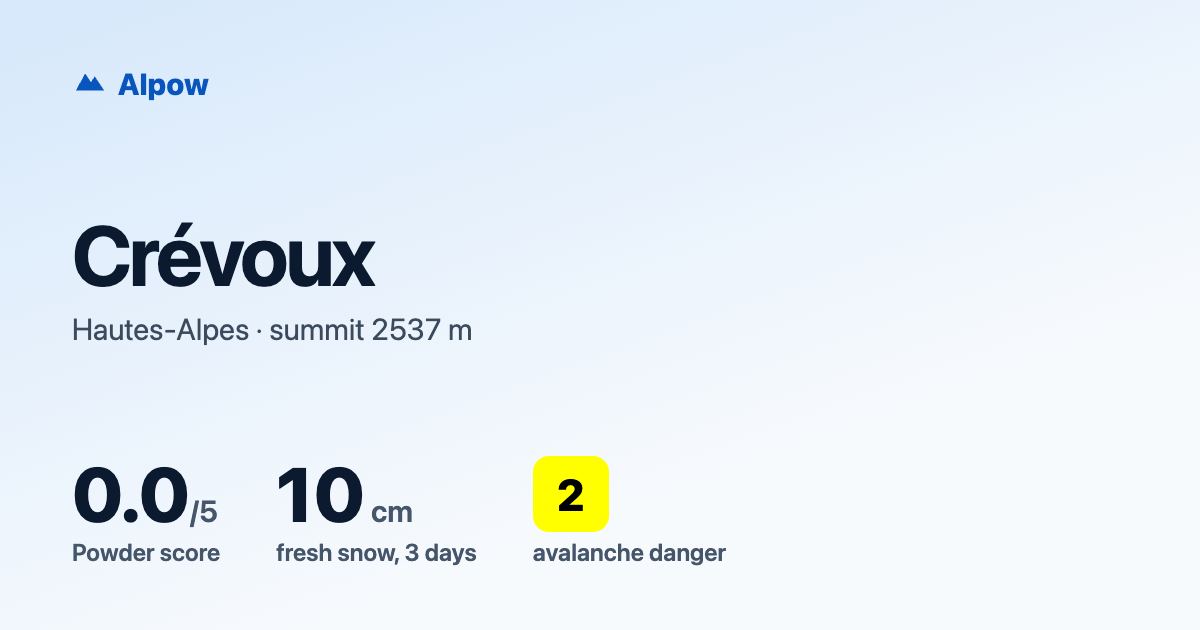 Alpow
Crévoux
Hautes-Alpes · summit 2537 m
0.0/5
Powder score
10 cm
fresh snow, 3 days
2
avalanche danger